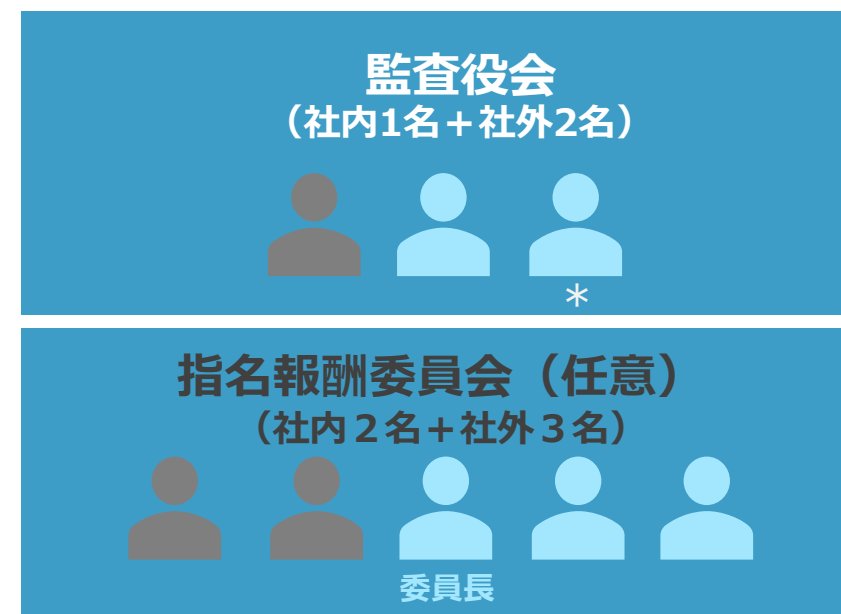 監査役会
（社内1名＋社外2名）
＊
指名報酬委員会（任意）
（社内２名＋社外３名）
委員長